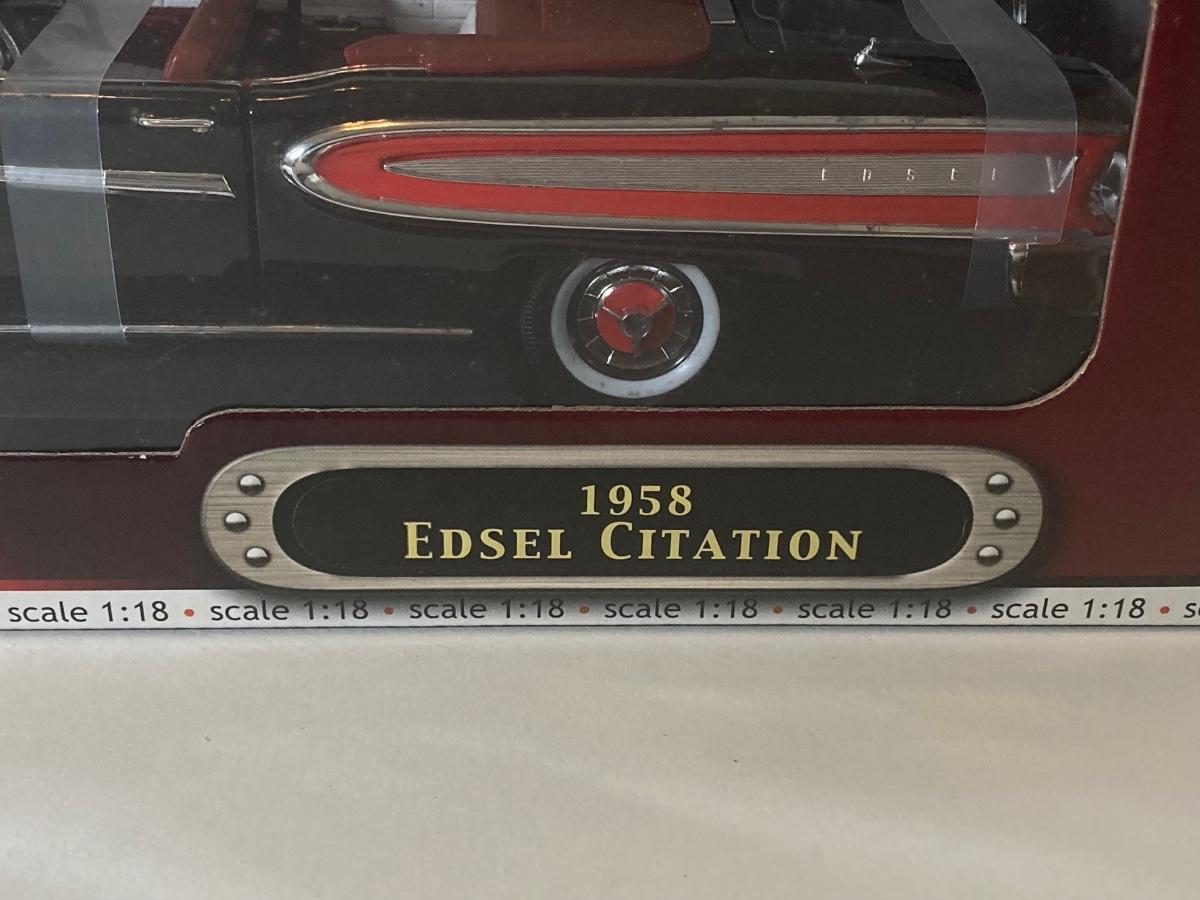 EDSEL
1958
EDSEL CITATION
scale 1:18 • scale 1:18 • scale 1:18 • scale 1:18 • scale 1:18 • scale 1:18 •